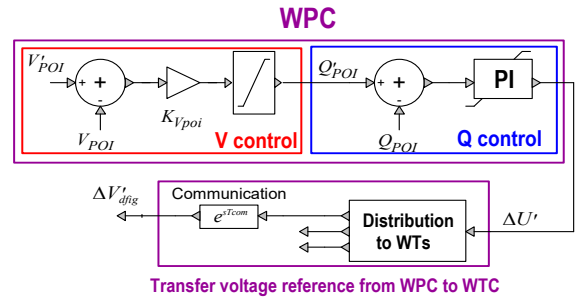 WPC
V'POI
+
+
-
VPOI
KVpoi
V control
QPOI
+
+
-
QPOI
PI
Q control
Communication
ΔV'dfig
e^sTcom
Distribution
to WTs
ΔU'
Transfer voltage reference from WPC to WTC